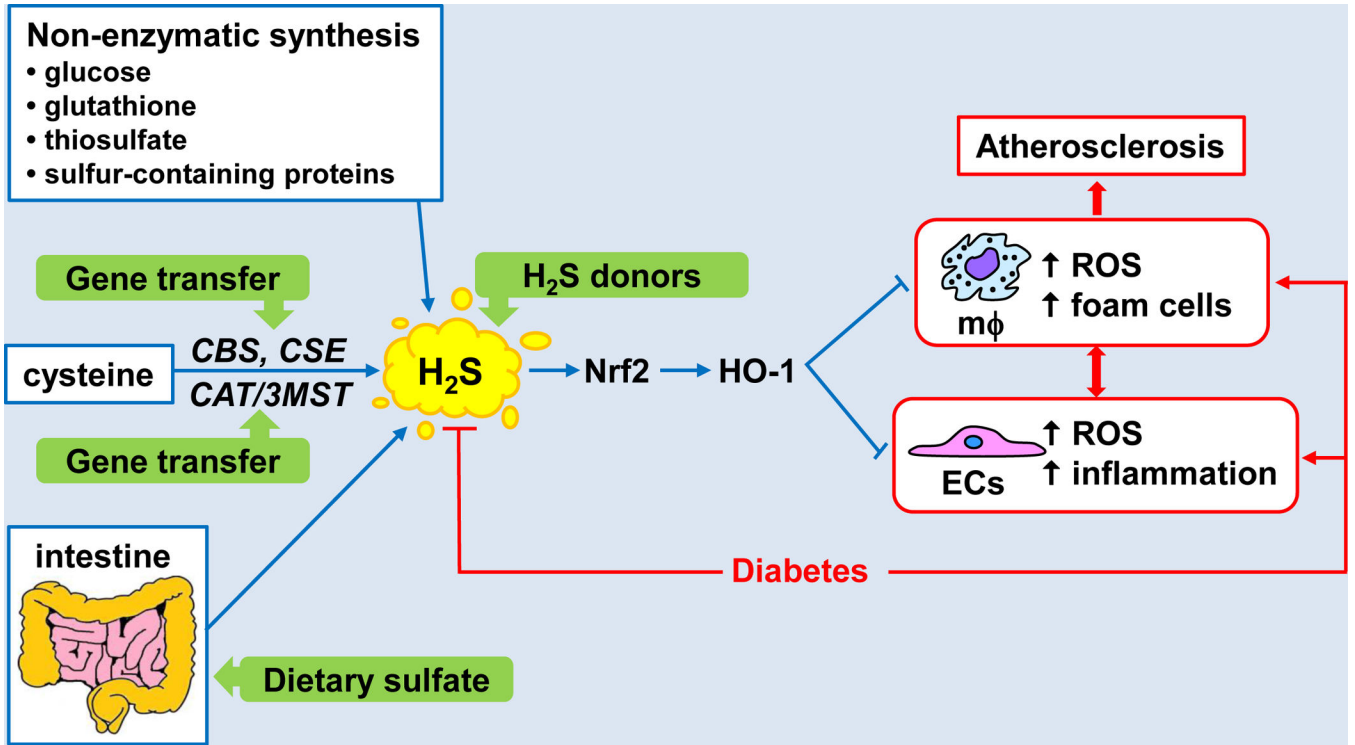 Non-enzymatic synthesis
• glucose
• glutathione
• thiosulfate
• sulfur-containing proteins
Atherosclerosis
Gene transfer
H₂S donors
mϕ
↑ ROS
↑ foam cells
cysteine
CBS, CSE
CAT/3MST
H₂S
Nrf2
HO-1
Gene transfer
ECs
↑ ROS
↑ inflammation
intestine
Diabetes
Dietary sulfate